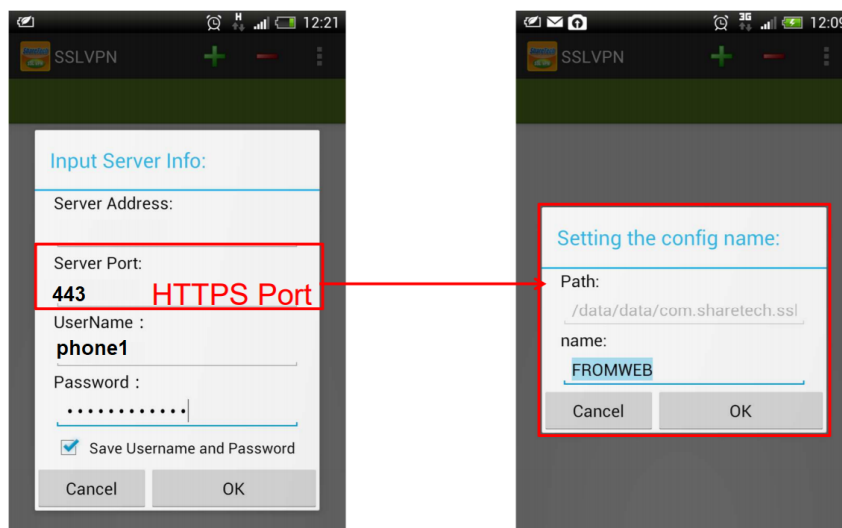 12:21
SSLVPN
Input Server Info:
Server Address:
Server Port:
443
HTTPS Port
UserName :
phone1
Password :
••••••••••••
Save Username and Password
Cancel
OK
3G
12:09
SSLVPN
Setting the config name:
Path:
/data/data/com.sharetech.ssl
name:
FROMWEB
Cancel
OK